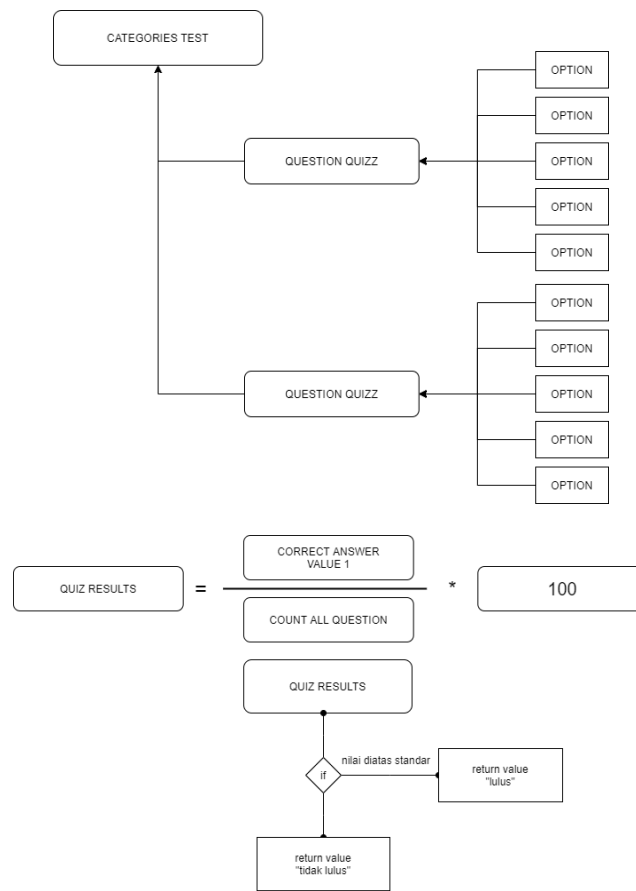 CATEGORIES TEST
OPTION
OPTION
QUESTION QUIZZ
OPTION
OPTION
OPTION
OPTION
OPTION
QUESTION QUIZZ
OPTION
OPTION
OPTION
CORRECT ANSWER
VALUE 1
QUIZ RESULTS
=
*
100
COUNT ALL QUESTION
QUIZ RESULTS
nilai diatas standar
if
return value
"lulus"
return value
"tidak lulus"